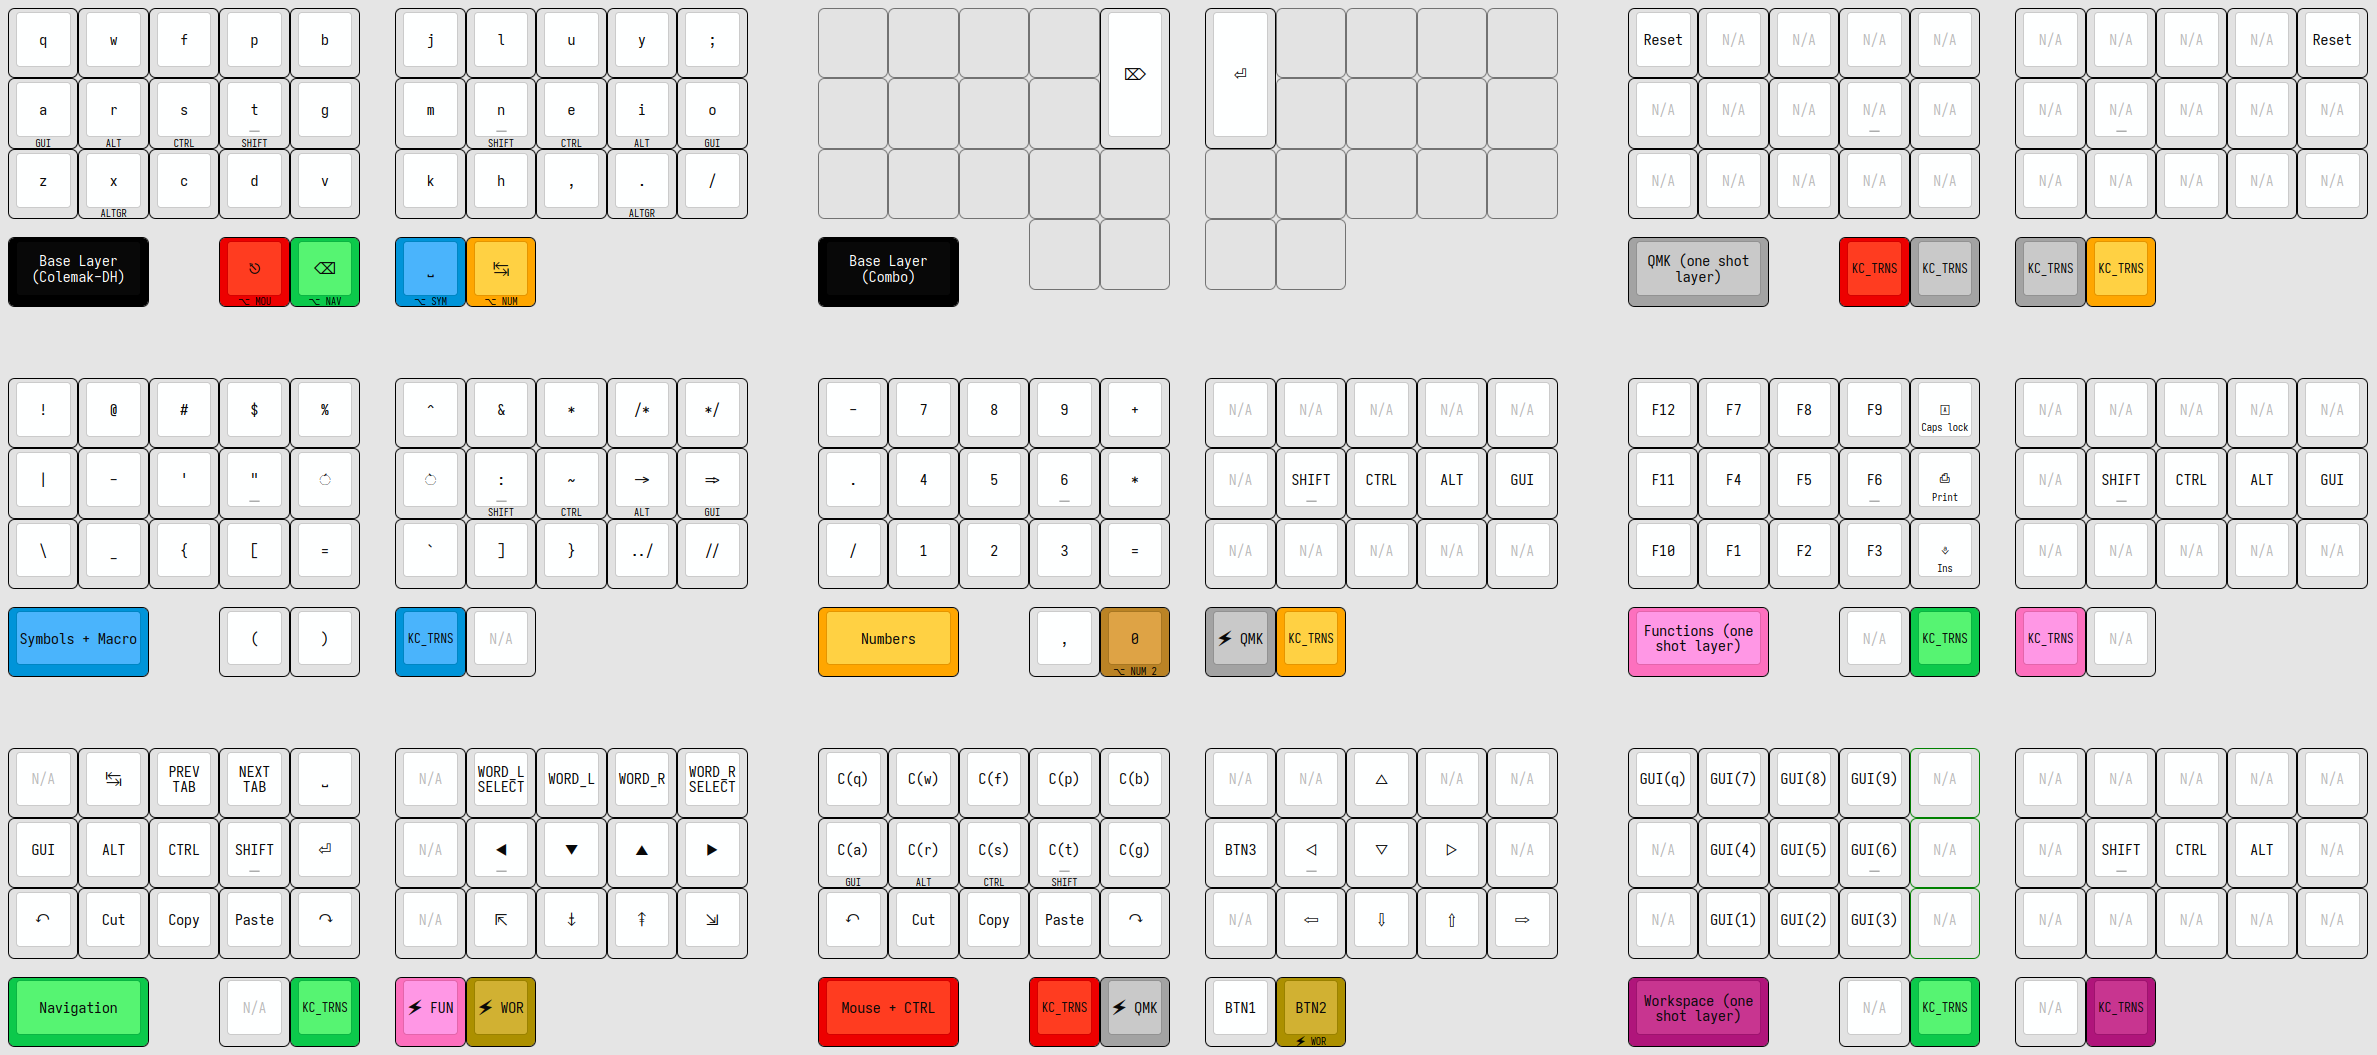 q w f p b j l u y ;
a r s t g m n e i o
GUI ALT CTRL SHIFT SHIFT CTRL ALT GUI
z x c d v k h , . /
ALTGR ALTGR
Base Layer
(Colemak-DH)
⎋ ⌫ ␣ ↹
⌥ MOU ⌥ NAV ⌥ SYM ⌥ NUM
⌦ ⏎
Base Layer
(Combo)
Reset N/A N/A N/A N/A N/A N/A N/A N/A Reset
N/A N/A N/A N/A N/A N/A N/A N/A N/A N/A
N/A N/A N/A N/A N/A N/A N/A N/A N/A N/A
QMK (one shot
layer)
KC_TRNS KC_TRNS KC_TRNS KC_TRNS
! @ # $ % ^ & * /* */
| - ' " : ~ → ⇒
SHIFT CTRL ALT GUI
\ _ { [ = ` ] } ../ //
Symbols + Macro ( ) KC_TRNS N/A
- 7 8 9 + N/A N/A N/A N/A N/A
. 4 5 6 * N/A SHIFT CTRL ALT GUI
/ 1 2 3 = N/A N/A N/A N/A N/A
Numbers , 0 ⚡ QMK KC_TRNS
⌥ NUM 2
F12 F7 F8 F9 Caps lock N/A N/A N/A N/A N/A
F11 F4 F5 F6 Print N/A SHIFT CTRL ALT GUI
F10 F1 F2 F3 Ins N/A N/A N/A N/A N/A
Functions (one
shot layer)
N/A KC_TRNS KC_TRNS N/A
N/A ↹ PREV
TAB
NEXT
TAB
␣ N/A WORD_L
SELECT
WORD_L WORD_R WORD_R
SELECT
GUI ALT CTRL SHIFT ⏎ N/A ◀ ▼ ▲ ▶
⤺ Cut Copy Paste ⤼ N/A ⇱ ⇲
Navigation N/A KC_TRNS ⚡ FUN ⚡ WOR
C(q) C(w) C(f) C(p) C(b) N/A N/A △ N/A N/A
C(a) C(r) C(s) C(t) C(g) BTN3 ◁ ▽ ▷ N/A
GUI ALT CTRL SHIFT
⤺ Cut Copy Paste ⤼ N/A ⇦ ⇩ ⇧ ⇨
Mouse + CTRL KC_TRNS ⚡ QMK BTN1 BTN2
⚡ WOR
GUI(q) GUI(7) GUI(8) GUI(9) N/A N/A N/A N/A N/A N/A
N/A GUI(4) GUI(5) GUI(6) N/A N/A SHIFT CTRL ALT N/A
N/A GUI(1) GUI(2) GUI(3) N/A N/A N/A N/A N/A N/A
Workspace (one
shot layer)
N/A KC_TRNS N/A KC_TRNS